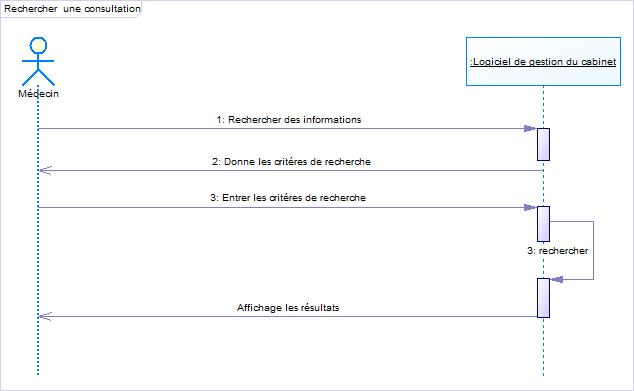 Rechercher une consultation
:Logiciel de gestion du cabinet
Médecin
1: Rechercher des informations
2: Donne les critéres de recherche
3: Entrer les critéres de recherche
3: rechercher
Affichage les résultats